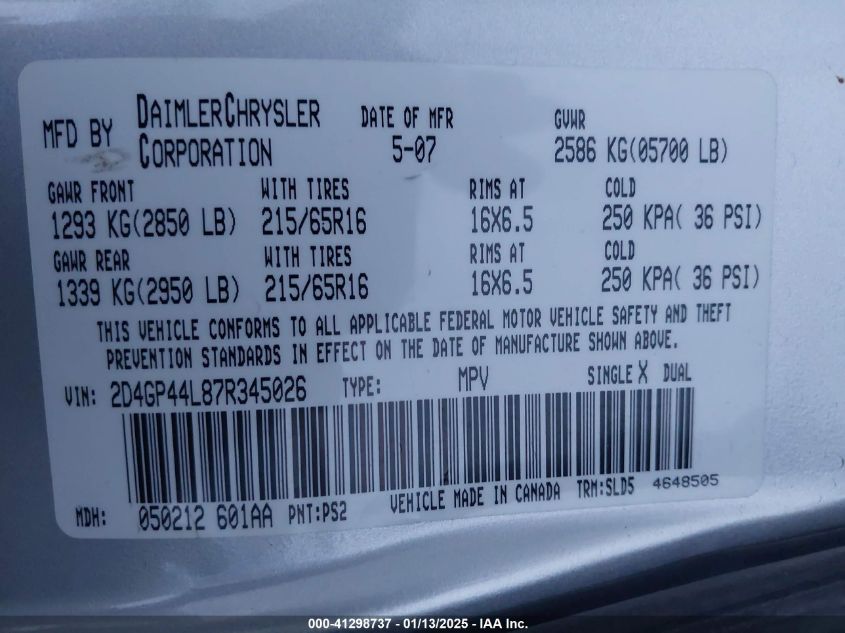 MFD BY DAIMLERCHRYSLER CORPORATION DATE OF MFR 5-07 GVWR 2586 KG(05700 LB)
GAWR FRONT WITH TIRES RIMS AT COLD
1293 KG(2850 LB) 215/65R16 16X6.5 250 KPA( 36 PSI)
GAWR REAR WITH TIRES RIMS AT COLD
1339 KG(2950 LB) 215/65R16 16X6.5 250 KPA( 36 PSI)
THIS VEHICLE CONFORMS TO ALL APPLICABLE FEDERAL MOTOR VEHICLE SAFETY AND THEFT
PREVENTION STANDARDS IN EFFECT ON THE DATE OF MANUFACTURE SHOWN ABOVE.
VIN: 2D4GP44L87R345026 TYPE: MPV SINGLE X DUAL
MDH: 050212 601AA PNT:PS2 VEHICLE MADE IN CANADA TRM:SLD5 4648505
000-41298737 - 01/13/2025 - IAA Inc.